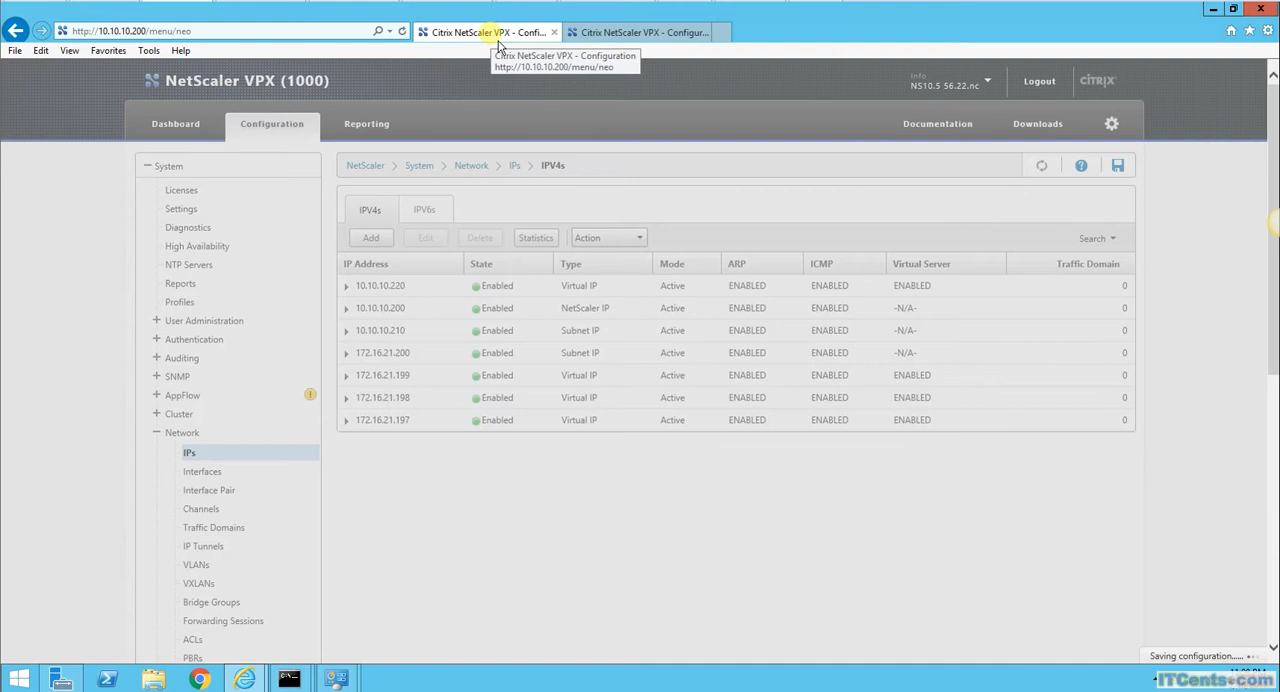 http://10.10.10.200/menu/neo
Citrix NetScaler VPX - Confi...
Citrix NetScaler VPX - Configur...
File Edit View Favorites Tools Help
Citrix NetScaler VPX - Configuration
http://10.10.10.200/menu/neo
NetScaler VPX (1000)
Info
NS10.5 56.22.nc
Logout
CITRIX
Dashboard Configuration Reporting Documentation Downloads
System
NetScaler > System > Network > IPs > IPV4s
Licenses
Settings
Diagnostics
High Availability
NTP Servers
Reports
Profiles
User Administration
Authentication
Auditing
SNMP
AppFlow
Cluster
Network
IPs
Interfaces
Interface Pair
Channels
Traffic Domains
IP Tunnels
VLANs
VXLANs
Bridge Groups
Forwarding Sessions
ACLs
PBRs
IPV4s IPV6s
Add Edit Delete Statistics Action Search
IP Address State Type Mode ARP ICMP Virtual Server Traffic Domain
10.10.10.220 Enabled Virtual IP Active ENABLED ENABLED ENABLED 0
10.10.10.200 Enabled NetScaler IP Active ENABLED ENABLED -N/A- 0
10.10.10.210 Enabled Subnet IP Active ENABLED ENABLED -N/A- 0
172.16.21.200 Enabled Subnet IP Active ENABLED ENABLED -N/A- 0
172.16.21.199 Enabled Virtual IP Active ENABLED ENABLED ENABLED 0
172.16.21.198 Enabled Virtual IP Active ENABLED ENABLED ENABLED 0
172.16.21.197 Enabled Virtual IP Active ENABLED ENABLED ENABLED 0
Saving configuration......
ITCents.com